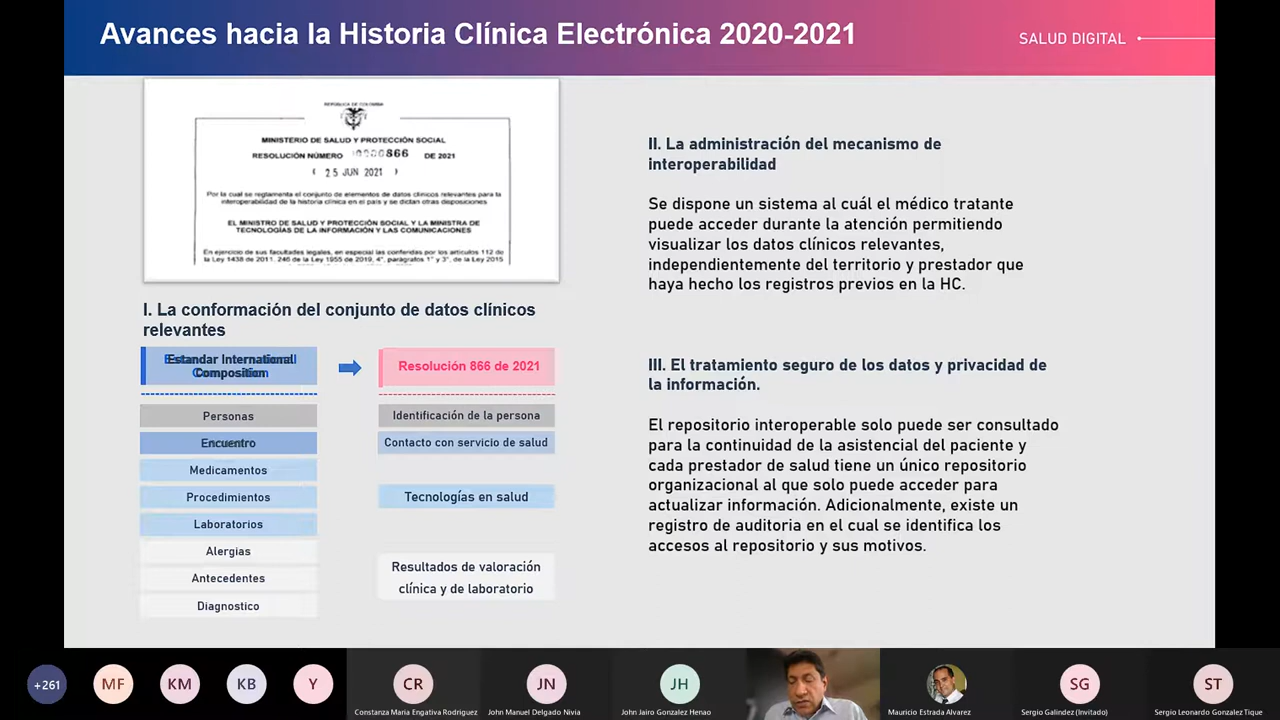 Avances hacia la Historia Clínica Electrónica 2020-2021
SALUD DIGITAL
REPÚBLICA DE COLOMBIA
MINISTERIO DE SALUD Y PROTECCIÓN SOCIAL
RESOLUCIÓN NÚMERO 866 DE 2021
( 25 JUN 2021 )
Por la cual se reglamenta el conjunto de elementos de datos clínicos relevantes para la
interoperabilidad de la historia clínica en el país y se dictan otras disposiciones
EL MINISTRO DE SALUD Y PROTECCIÓN SOCIAL Y LA MINISTRA DE
TECNOLOGÍAS DE LA INFORMACIÓN Y LAS COMUNICACIONES
En ejercicio de sus facultades legales, en especial las conferidas por los artículos 112 de
la Ley 1438 de 2011, 246 de la Ley 1955 de 2019, 4°, parágrafos 1° y 3°, de la Ley 2015
I. La conformación del conjunto de datos clínicos
relevantes
Estandar International
Composition
Resolución 866 de 2021
Personas
Identificación de la persona
Encuentro
Contacto con servicio de salud
Medicamentos
Procedimientos
Tecnologías en salud
Laboratorios
Alergias
Antecedentes
Diagnostico
Resultados de valoración
clínica y de laboratorio
II. La administración del mecanismo de
interoperabilidad
Se dispone un sistema al cuál el médico tratante
puede acceder durante la atención permitiendo
visualizar los datos clínicos relevantes,
independientemente del territorio y prestador que
haya hecho los registros previos en la HC.
III. El tratamiento seguro de los datos y privacidad de
la información.
El repositorio interoperable solo puede ser consultado
para la continuidad de la asistencial del paciente y
cada prestador de salud tiene un único repositorio
organizacional al que solo puede acceder para
actualizar información. Adicionalmente, existe un
registro de auditoria en el cual se identifica los
accesos al repositorio y sus motivos.
+261
MF
KM
KB
Y
CR
JN
JH
SG
ST
Constanza Maria Engativa Rodriguez
John Manuel Delgado Nivia
John Jairo Gonzalez Henao
Mauricio Estrada Alvarez
Sergio Galindez (Invitado)
Sergio Leonardo Gonzalez Tique